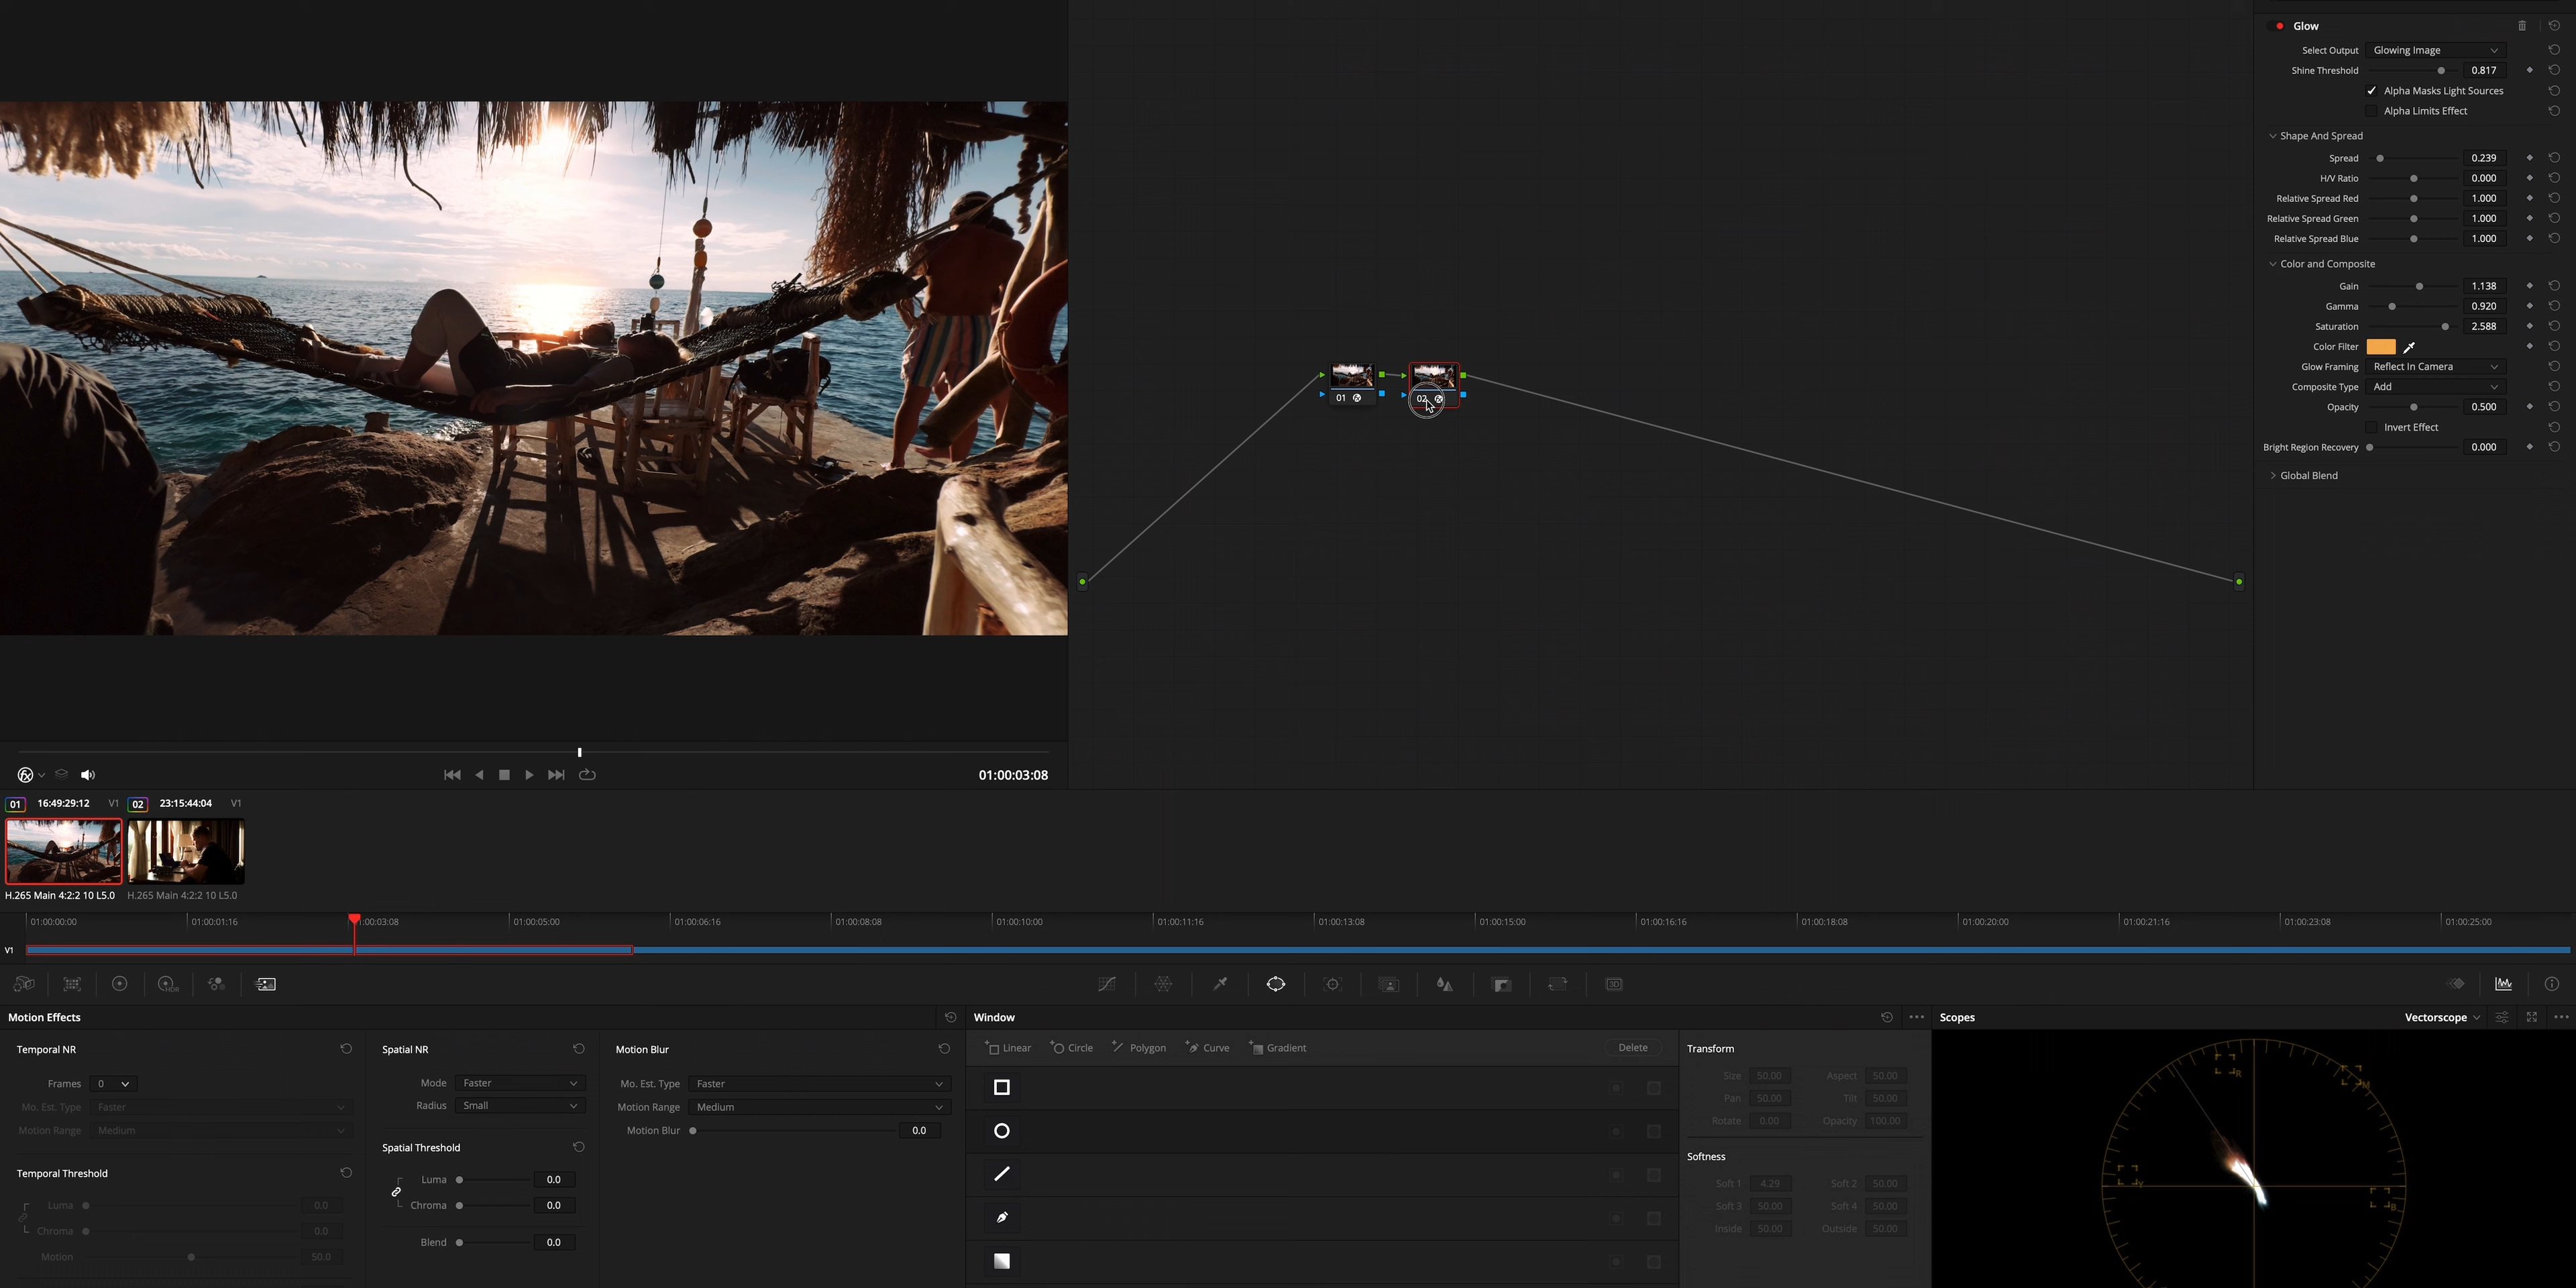 Glow
Select Output Glowing Image
Shine Threshold 0.817
Alpha Masks Light Sources
Alpha Limits Effect
Shape And Spread
Spread 0.239
H/V Ratio 0.000
Relative Spread Red 1.000
Relative Spread Green 1.000
Relative Spread Blue 1.000
Color and Composite
Gain 1.138
Gamma 0.920
Saturation 2.588
Color Filter
Glow Framing Reflect In Camera
Composite Type Add
Opacity 0.500
Invert Effect
Bright Region Recovery 0.000
Global Blend
01
02
fx
01:00:03:08
01 16:49:29:12 V1 02 23:15:44:04 V1
H.265 Main 4:2:2 10 L5.0 H.265 Main 4:2:2 10 L5.0
01:00:00:00 01:00:01:16 :00:03:08 01:00:05:00 01:00:06:16 01:00:08:08 01:00:10:00 01:00:11:16 01:00:13:08 01:00:15:00 01:00:16:16 01:00:18:08 01:00:20:00 01:00:21:16 01:00:23:08 01:00:25:00
V1
HDR 3D
Motion Effects
Temporal NR
Frames 0
Mo. Est. Type Faster
Motion Range Medium
Temporal Threshold
Luma 0.0
Chroma 0.0
Motion 50.0
Spatial NR
Mode Faster
Radius Small
Spatial Threshold
Luma 0.0
Chroma 0.0
Blend 0.0
Motion Blur
Mo. Est. Type Faster
Motion Range Medium
Motion Blur 0.0
Window
Linear Circle Polygon Curve Gradient Delete
Transform
Size 50.00 Aspect 50.00
Pan 50.00 Tilt 50.00
Rotate 0.00 Opacity 100.00
Softness
Soft 1 4.29 Soft 2 50.00
Soft 3 50.00 Soft 4 50.00
Inside 50.00 Outside 50.00
Scopes Vectorscope
R
M
Y
B